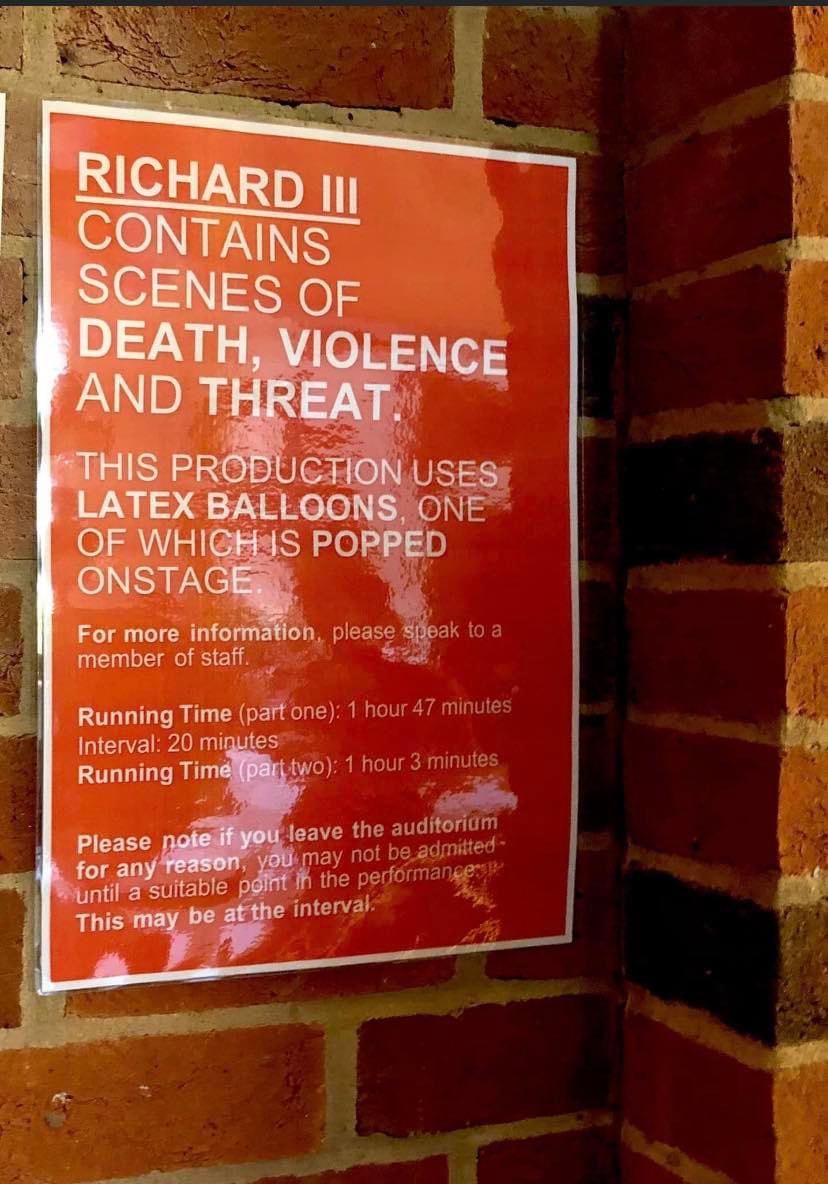 RICHARD III
CONTAINS
SCENES OF
DEATH, VIOLENCE
AND THREAT.
THIS PRODUCTION USES
LATEX BALLOONS, ONE
OF WHICH IS POPPED
ONSTAGE.
For more information, please speak to a
member of staff.
Running Time (part one): 1 hour 47 minutes
Interval: 20 minutes
Running Time (part two): 1 hour 3 minutes
Please note if you leave the auditorium
for any reason, you may not be admitted
until a suitable point in the performance.
This may be at the interval.